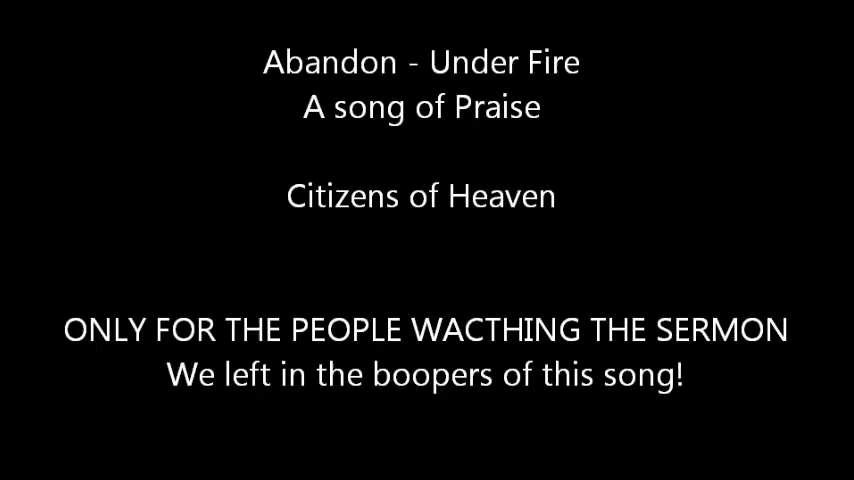 Abandon - Under Fire
A song of Praise
Citizens of Heaven
ONLY FOR THE PEOPLE WACTHING THE SERMON
We left in the boopers of this song!